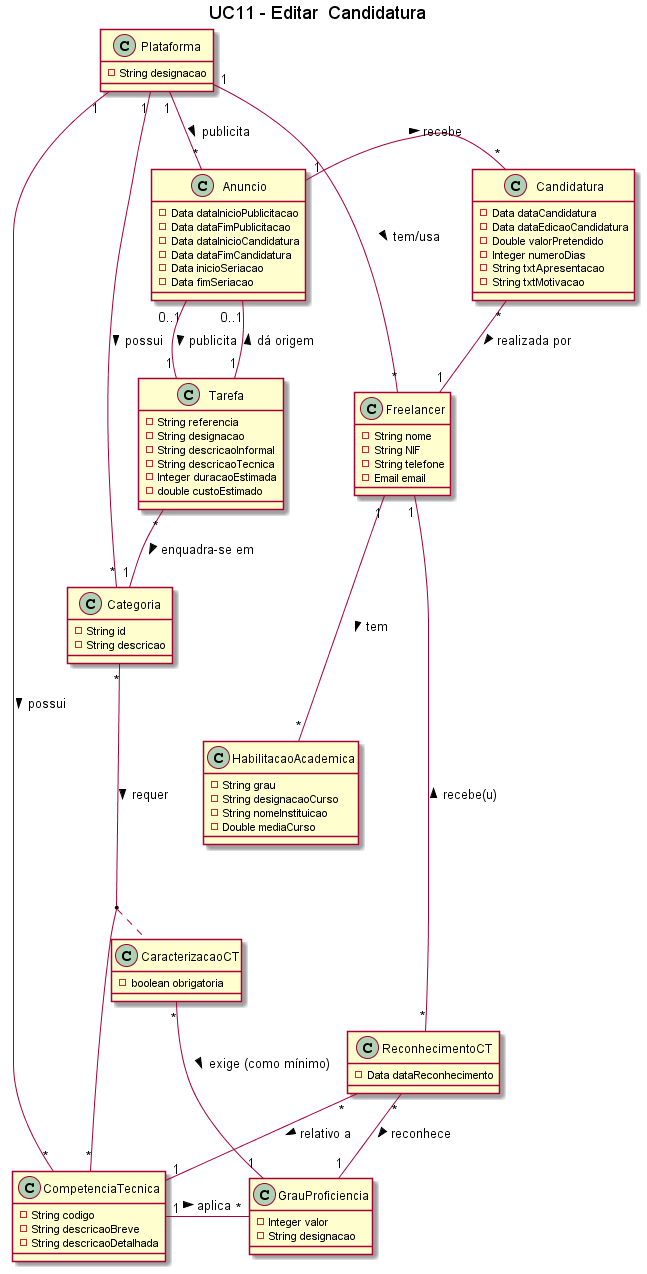 UC11 - Editar  Candidatura
C Plataforma
String designacao
1
1
1
1
publicita
recebe
*
1
*
C Anuncio
Data dataInicioPublicitacao
Data dataFimPublicitacao
Data dataInicioCandidatura
Data dataFimCandidatura
Data inicioSeriacao
Data fimSeriacao
C Candidatura
Data dataCandidatura
Data dataEdicaoCandidatura
Double valorPretendido
Integer numeroDias
String txtApresentacao
String txtMotivacao
tem/usa
0..1
0..1
*
possui
publicita
dá origem
realizada por
1
1
*
1
C Tarefa
String referencia
String designacao
String descricaoInformal
String descricaoTecnica
Integer duracaoEstimada
double custoEstimado
C Freelancer
String nome
String NIF
String telefone
Email email
*
1
1
enquadra-se em
*
1
C Categoria
String id
String descricao
tem
*
possui
*
C HabilitacaoAcademica
String grau
String designacaoCurso
String nomeInstituicao
Double mediaCurso
requer
recebe(u)
C CaracterizacaoCT
boolean obrigatoria
*
*
C ReconhecimentoCT
Data dataReconhecimento
exige (como mínimo)
*
*
relativo a
reconhece
*
*
1
1
1
C CompetenciaTecnica
String codigo
String descricaoBreve
String descricaoDetalhada
1
aplica
*
C GrauProficiencia
Integer valor
String designacao